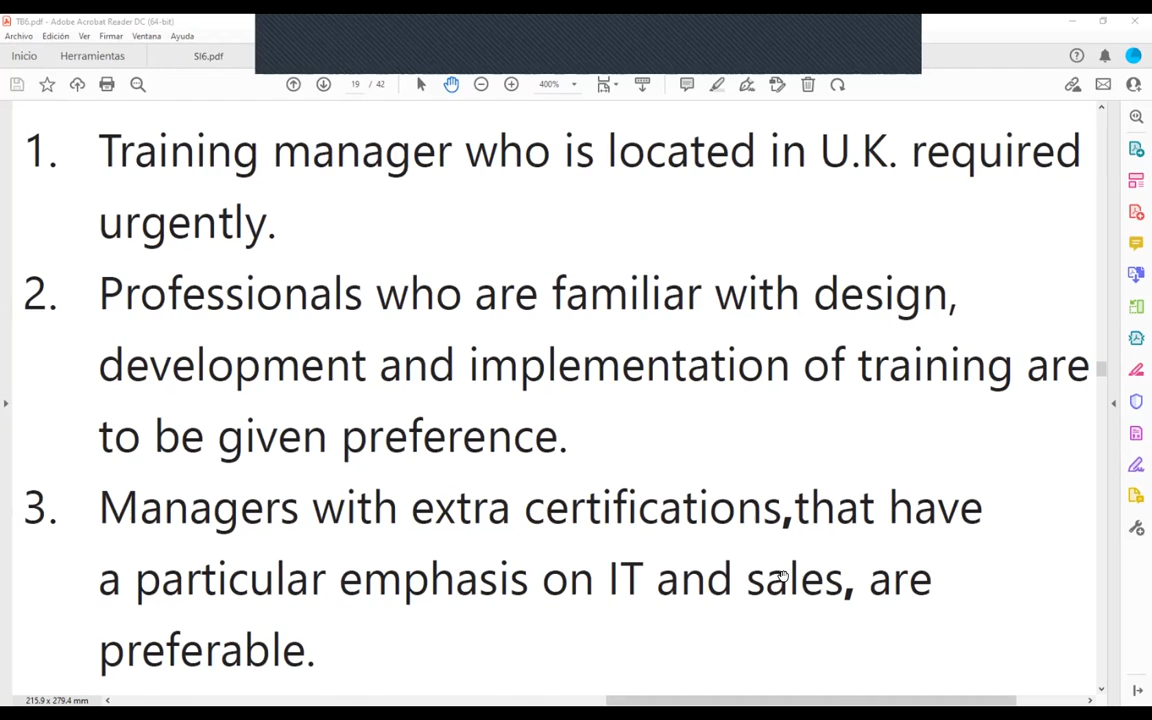 TB6.pdf - Adobe Acrobat Reader DC (64-bit)
Archivo Edición Ver Firmar Ventana Ayuda
Inicio Herramientas SI6.pdf
19 / 42 400%
1. Training manager who is located in U.K. required
urgently.
2. Professionals who are familiar with design,
development and implementation of training are
to be given preference.
3. Managers with extra certifications,that have
a particular emphasis on IT and sales, are
preferable.
215.9 x 279.4 mm